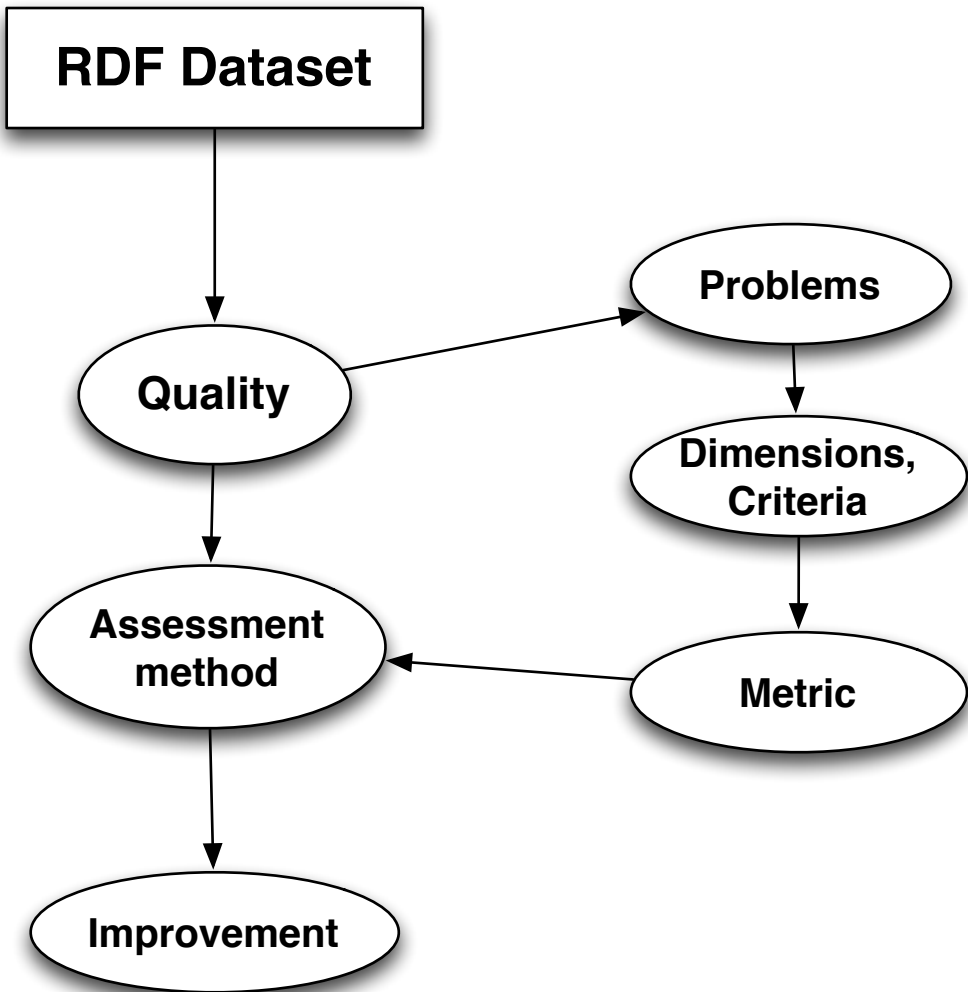 RDF Dataset
Problems
Quality
Dimensions,
Criteria
Assessment
method
Metric
Improvement